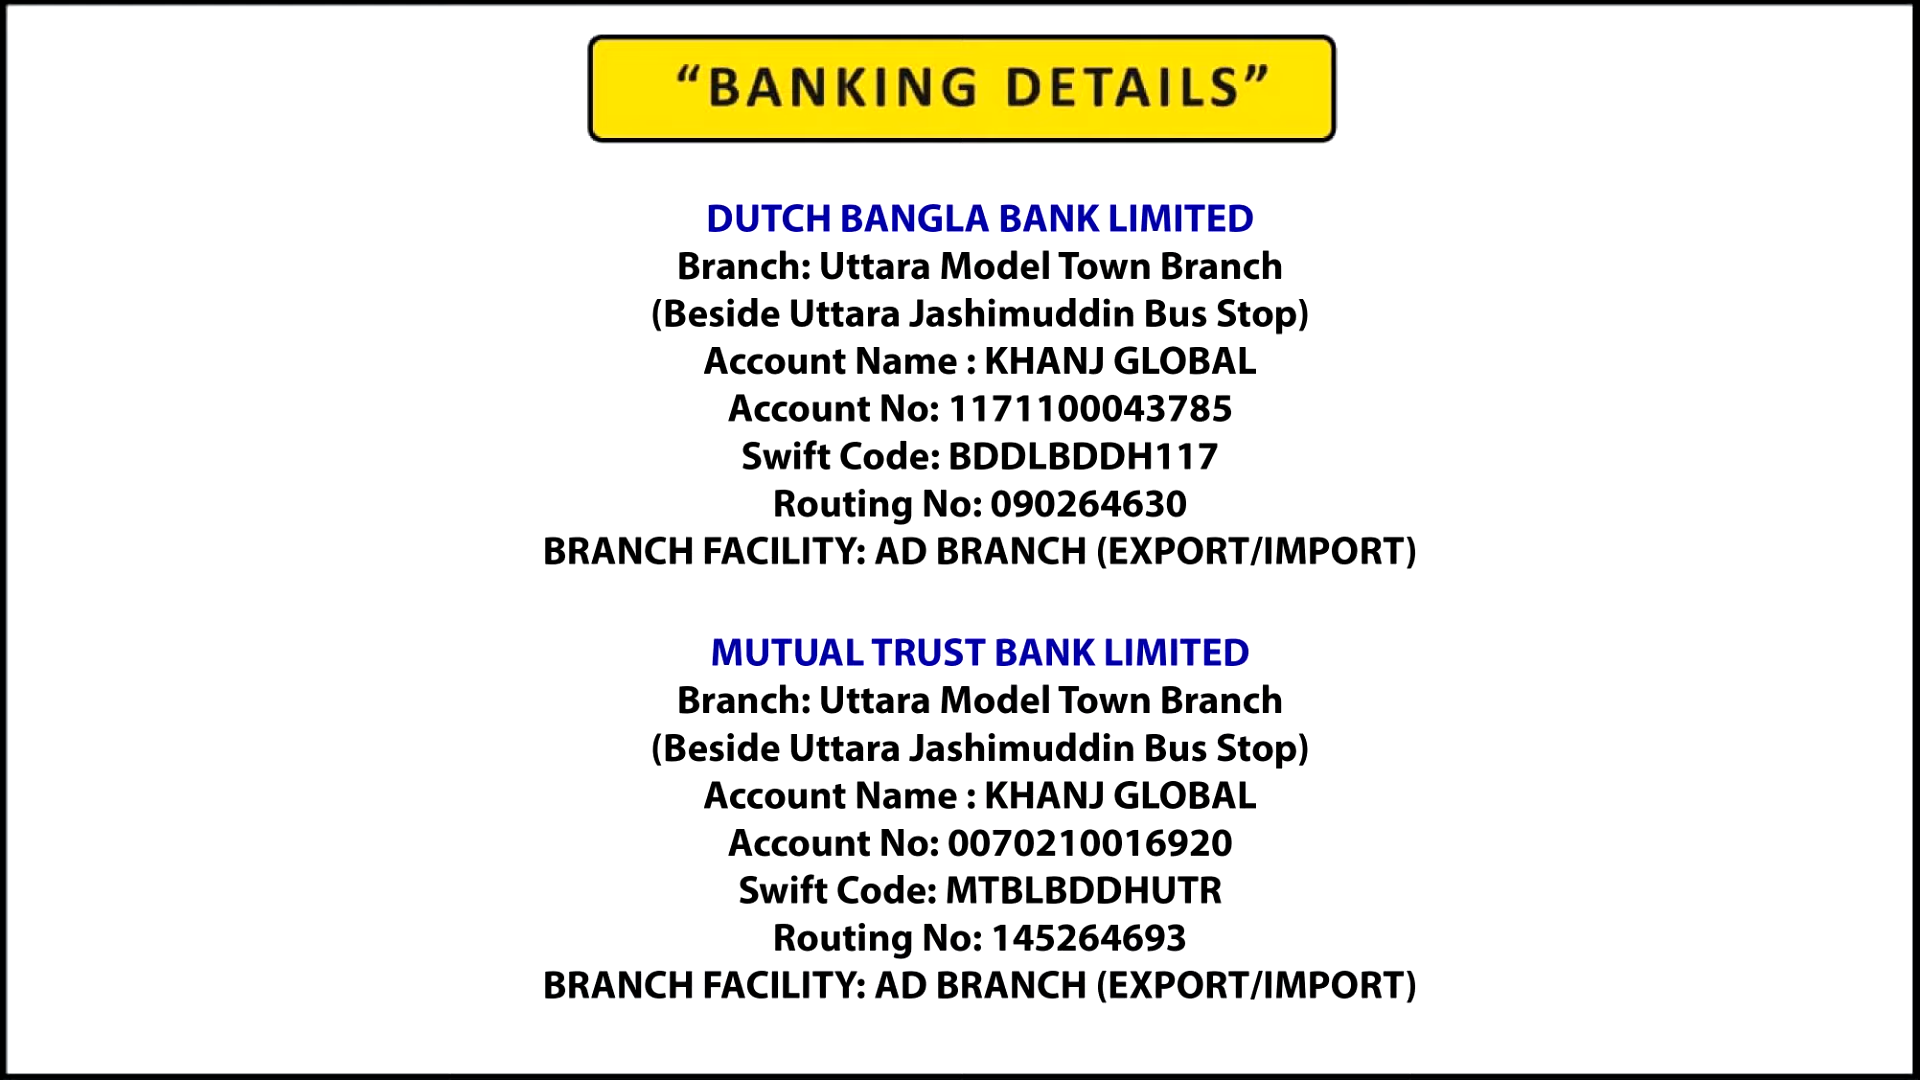 “BANKING DETAILS”
DUTCH BANGLA BANK LIMITED
Branch: Uttara Model Town Branch
(Beside Uttara Jashimuddin Bus Stop)
Account Name : KHANJ GLOBAL
Account No: 1171100043785
Swift Code: BDDLBDDH117
Routing No: 090264630
BRANCH FACILITY: AD BRANCH (EXPORT/IMPORT)
MUTUAL TRUST BANK LIMITED
Branch: Uttara Model Town Branch
(Beside Uttara Jashimuddin Bus Stop)
Account Name : KHANJ GLOBAL
Account No: 0070210016920
Swift Code: MTBLBDDHUTR
Routing No: 145264693
BRANCH FACILITY: AD BRANCH (EXPORT/IMPORT)